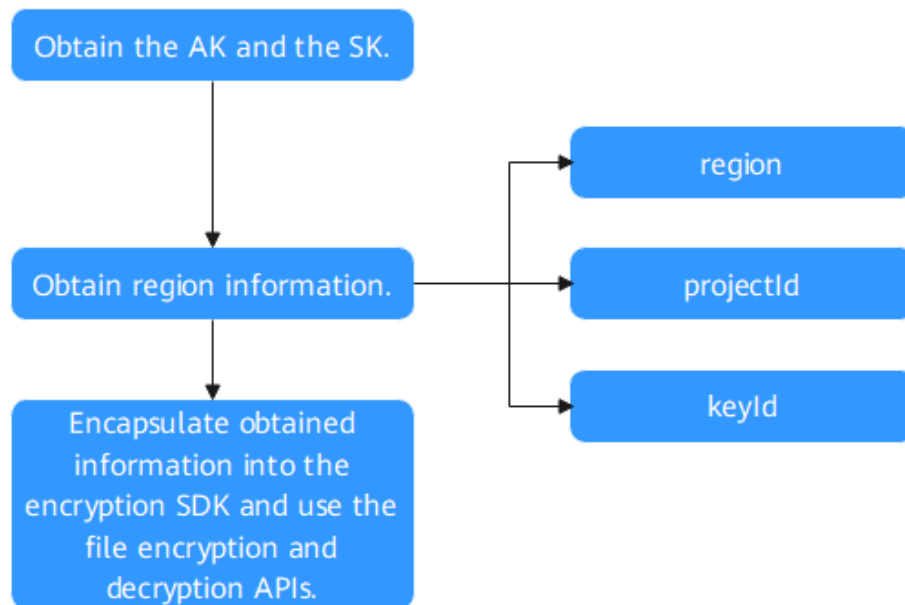 Obtain the AK and the SK.
region
Obtain region information.
projectId
keyId
Encapsulate obtained
information into the
encryption SDK and use the
file encryption and
decryption APIs.